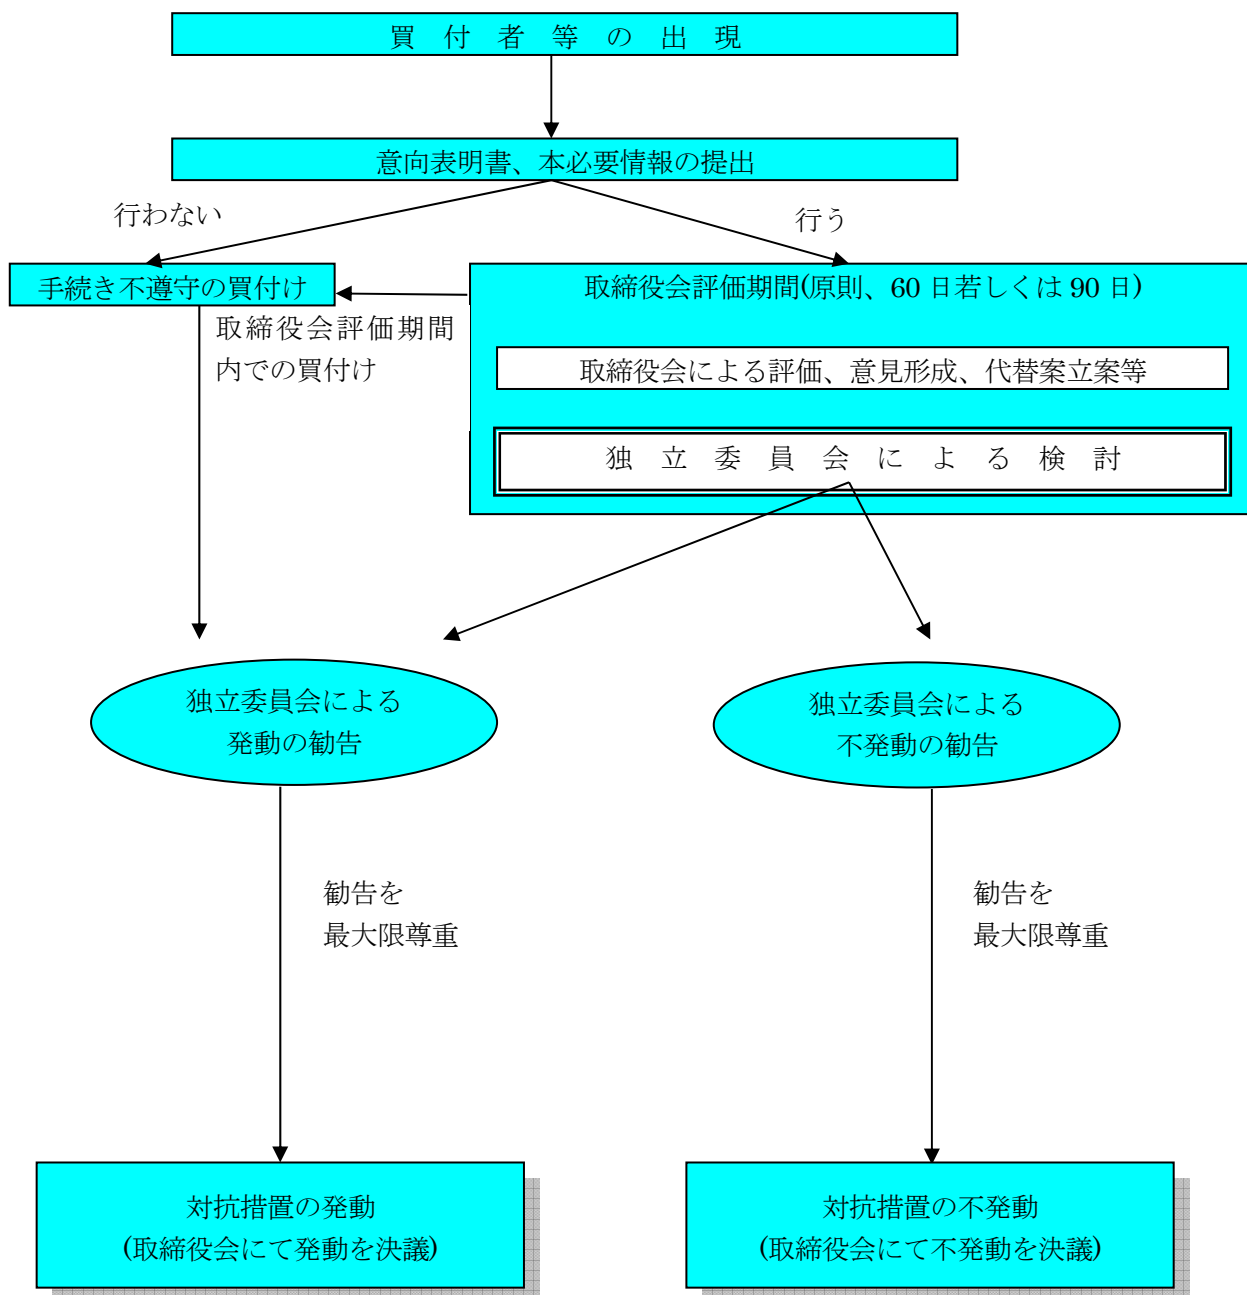 買付者等の出現
意向表明書、本必要情報の提出
行わない
行う
手続き不遵守の買付け
取締役会評価期間(原則、60日若しくは90日)
取締役会評価期間
内での買付け
取締役会による評価、意見形成、代替案立案等
独立委員会による検討
独立委員会による
発動の勧告
独立委員会による
不発動の勧告
勧告を
最大限尊重
勧告を
最大限尊重
対抗措置の発動
(取締役会にて発動を決議)
対抗措置の不発動
(取締役会にて不発動を決議)